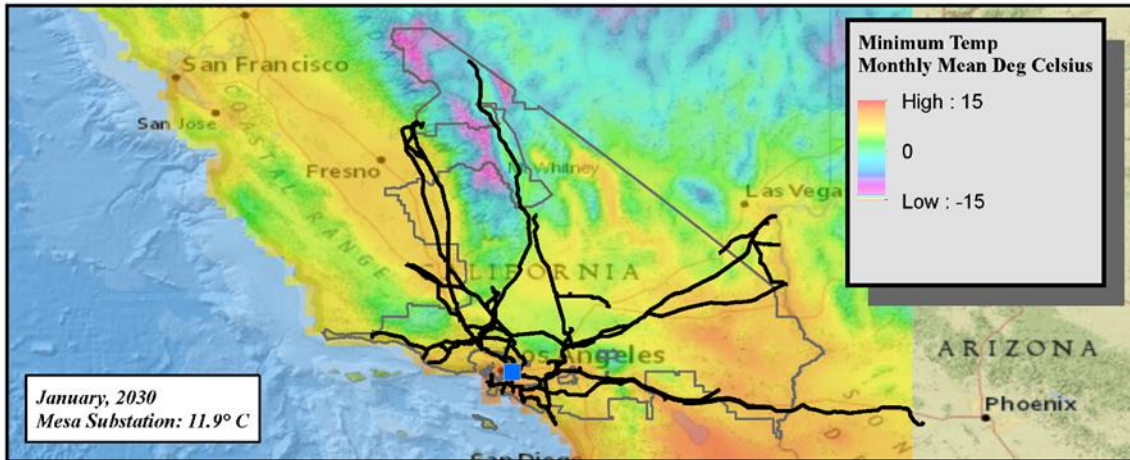 Minimum Temp
Monthly Mean Deg Celsius
High : 15
0
Low : -15
San Francisco
San Jose
COASTAL RANGE
Fresno
Whitney
Las Vega
CALIFORNIA
Los Angeles
ARIZONA
Phoenix
San Diego
January, 2030
Mesa Substation: 11.9° C